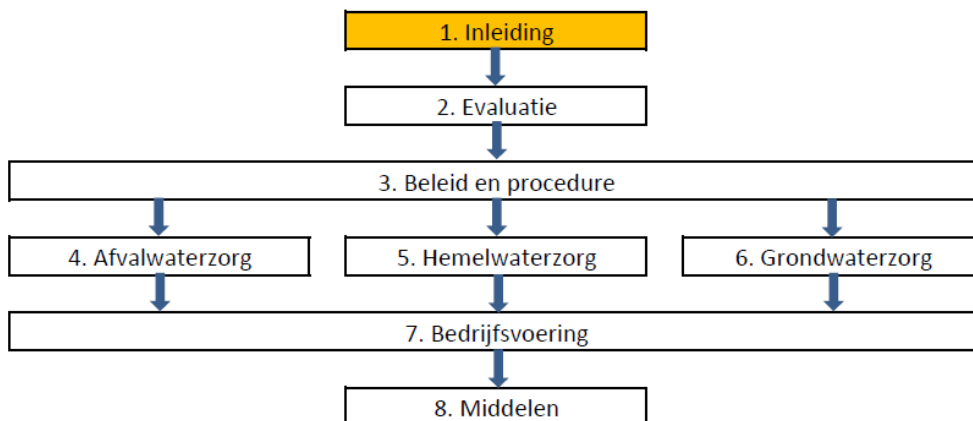 1. Inleiding
2. Evaluatie
3. Beleid en procedure
4. Afvalwaterzorg
5. Hemelwaterzorg
6. Grondwaterzorg
7. Bedrijfsvoering
8. Middelen